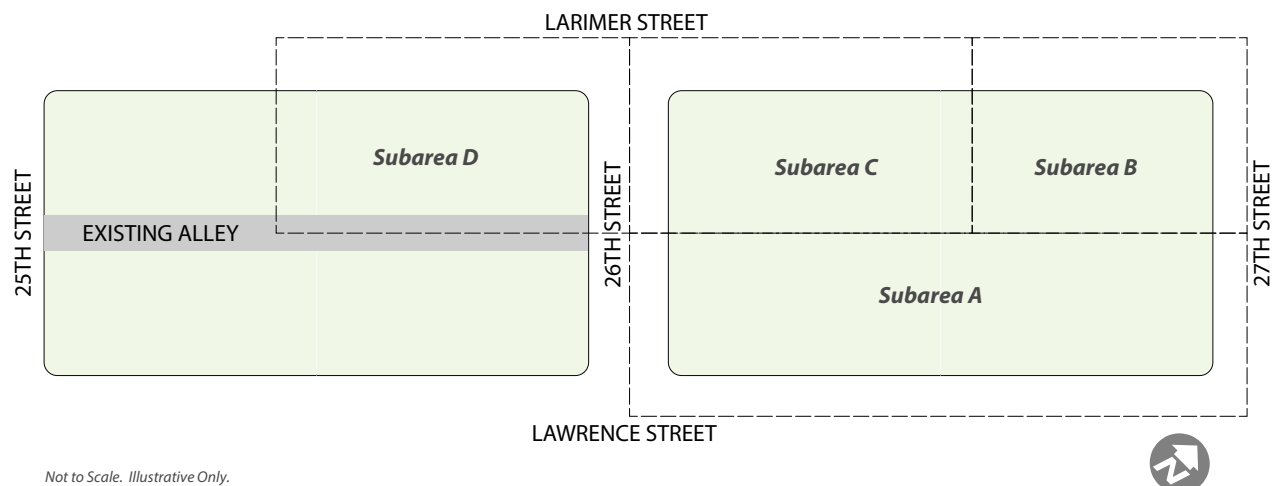 LARIMER STREET
Subarea D
Subarea C
Subarea B
25TH STREET
EXISTING ALLEY
26TH STREET
27TH STREET
Subarea A
LAWRENCE STREET
Not to Scale. Illustrative Only.
N